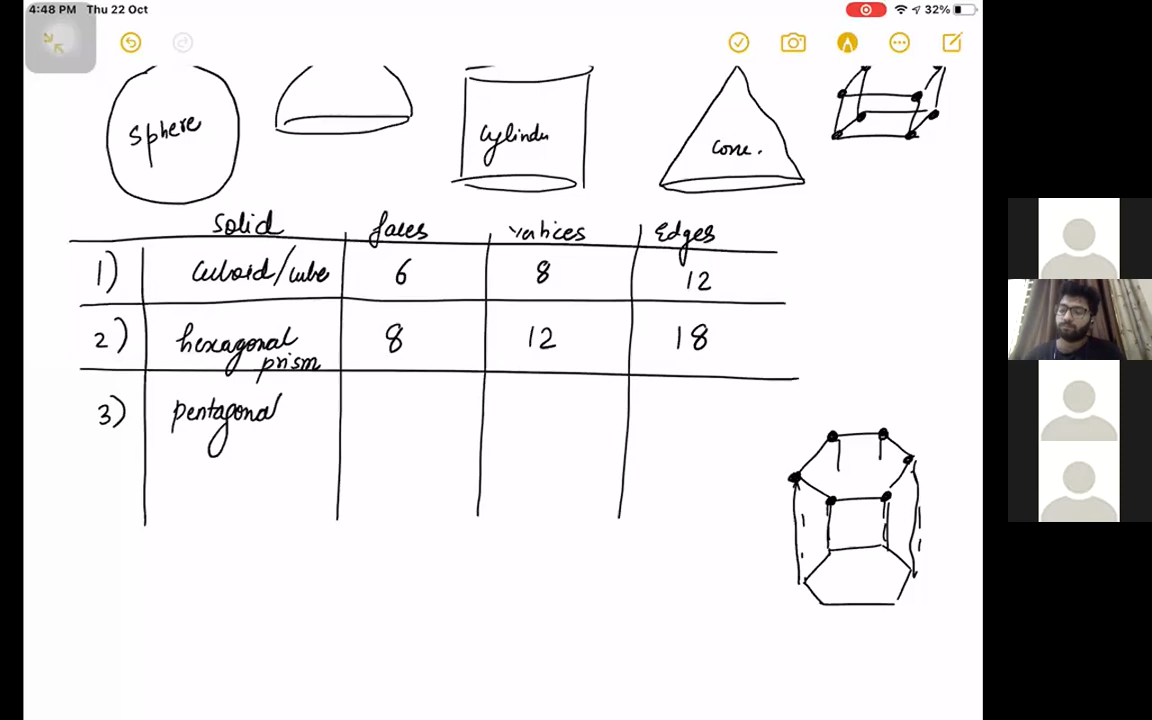 4:48 PM Thu 22 Oct
32%
Sphere
Cylinder
Cone.
Solid faces vertices Edges
1) cuboid/cube 6 8 12
2) hexagonal 8 12 18
prism
3) pentagonal